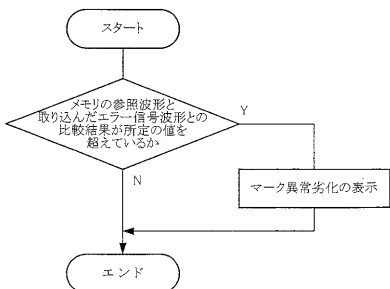 スタート
メモリの参照波形と
取り込んだエラー信号波形との
比較結果が所定の値を
超えているか
Y
N
マーク異常劣化の表示
エンド